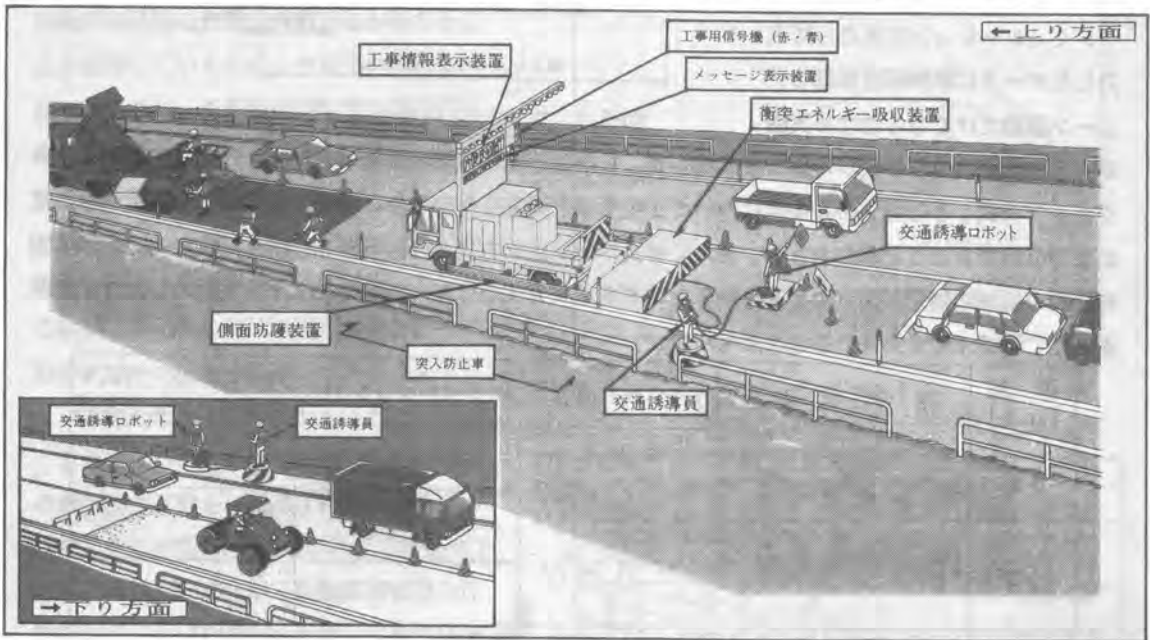 ←上り方面
工事用信号機(赤・青)
工事情報表示装置
メッセージ表示装置
衝突エネルギー吸収装置
交通誘導ロボット
側面防護装置
突入防止車
交通誘導員
交通誘導ロボット
交通誘導員
→下り方面